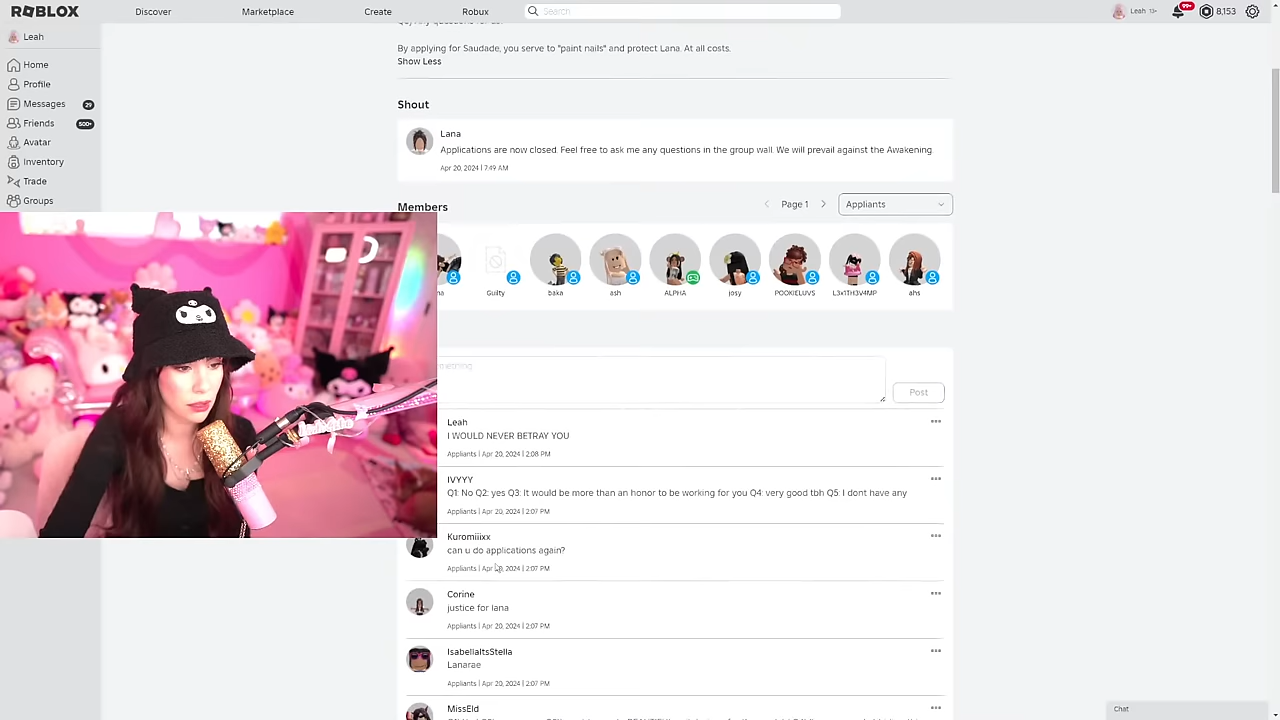 ROBLOX
Discover
Marketplace
Create
Robux
Search
Leah 13+
99+
8,153
Leah
Home
Profile
Messages 29
Friends 500+
Avatar
Inventory
Trade
Groups
By applying for Saudade, you serve to "paint nails" and protect Lana. At all costs.
Show Less
Shout
Lana
Applications are now closed. Feel free to ask me any questions in the group wall. We will prevail against the Awakening.
Apr 20, 2024 | 7:49 AM
Members
Page 1
Appliants
Guilty
baka
ash
ALPHA
josy
POOKIELUVS
L3x1TH3V4MP
ahs
Post
Leah
I WOULD NEVER BETRAY YOU
Appliants | Apr 20, 2024 | 2:08 PM
IVYYY
Q1: No Q2: yes Q3: It would be more than an honor to be working for you Q4: very good tbh Q5: I dont have any
Appliants | Apr 20, 2024 | 2:07 PM
Kuromiiixx
can u do applications again?
Appliants | Apr 20, 2024 | 2:07 PM
Corine
justice for lana
Appliants | Apr 20, 2024 | 2:07 PM
IsabellaItsStella
Lanarae
Appliants | Apr 20, 2024 | 2:07 PM
MissEld
Chat